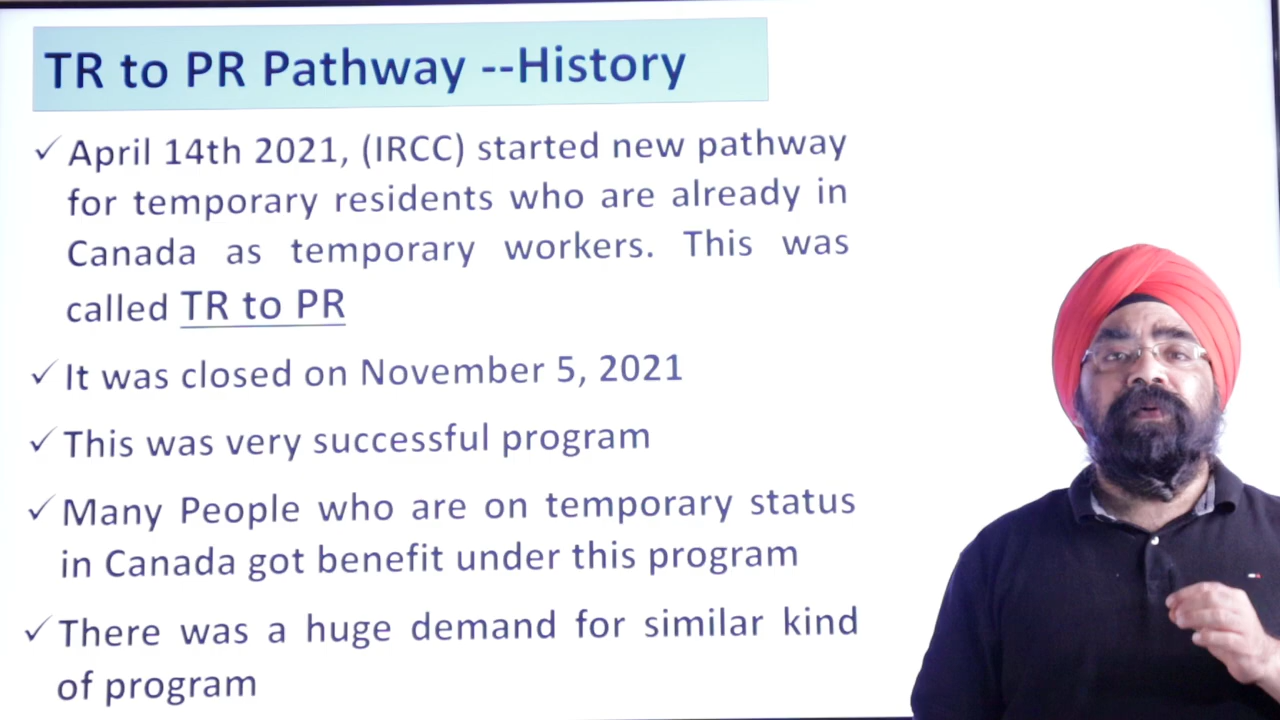 TR to PR Pathway --History
✓ April 14th 2021, (IRCC) started new pathway
for temporary residents who are already in
Canada as temporary workers. This was
called TR to PR
✓ It was closed on November 5, 2021
✓ This was very successful program
✓ Many People who are on temporary status
in Canada got benefit under this program
✓ There was a huge demand for similar kind
of program